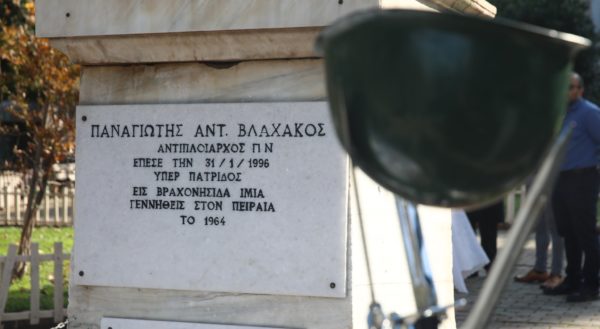 ΠΑΝΑΓΙΩΤΗΣ ΑΝΤ. ΒΛΑΧΑΚΟΣ
ΑΝΤΙΠΛΟΙΑΡΧΟΣ ΠΝ
ΕΠΕΣΕ ΤΗΝ 31/1/1996
ΥΠΕΡ ΠΑΤΡΙΔΟΣ
ΕΙΣ ΒΡΑΧΟΝΗΣΙΔΑ ΙΜΙΑ
ΓΕΝΝΗΘΕΙΣ ΣΤΟΝ ΠΕΙΡΑΙΑ
ΤΟ 1964